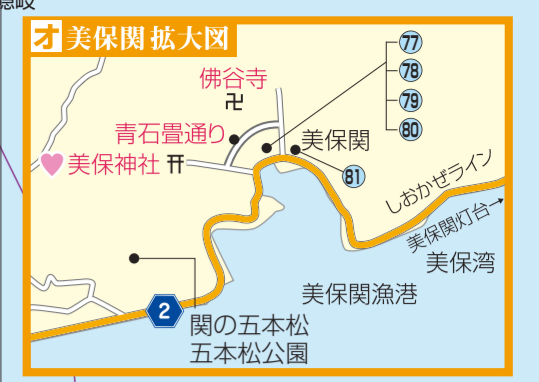 隠岐
オ 美保関 拡大図
77
78
79
80
佛谷寺
青石畳通り
美保関
美保神社
81
しおかぜライン
美保関灯台→
美保湾
美保関漁港
2
関の五本松
五本松公園